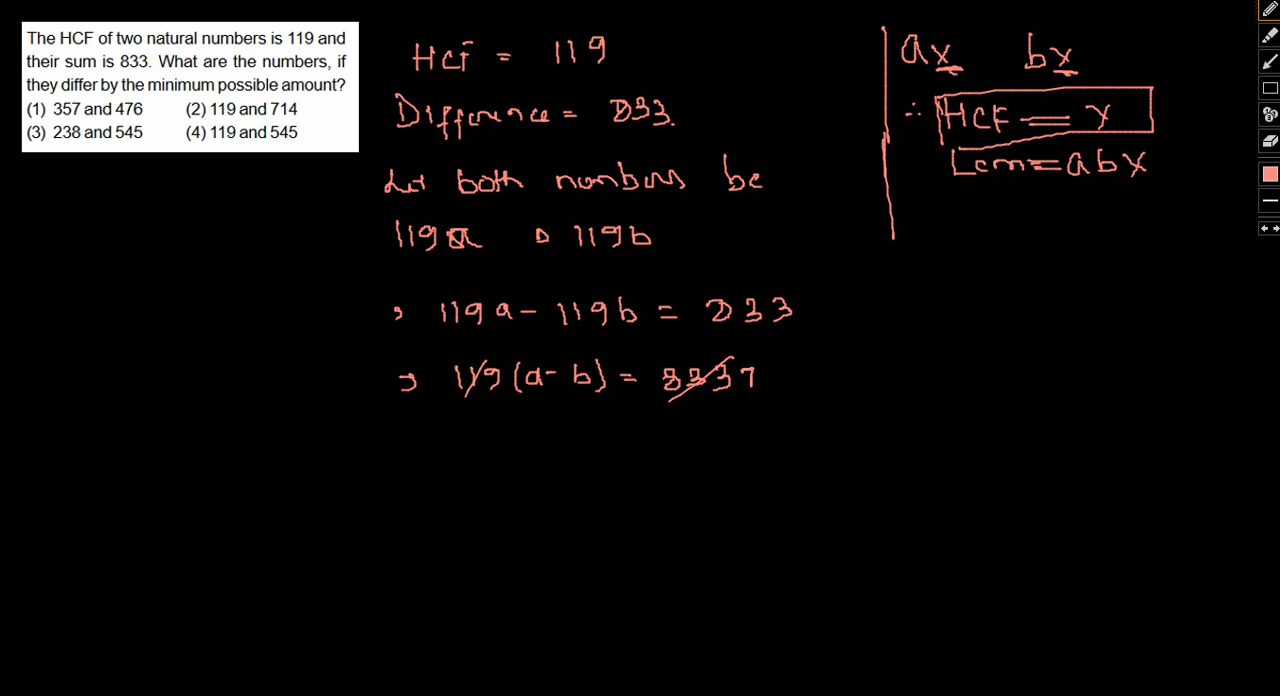 The HCF of two natural numbers is 119 and
their sum is 833. What are the numbers, if
they differ by the minimum possible amount?
(1) 357 and 476 (2) 119 and 714
(3) 238 and 545 (4) 119 and 545
HCF = 119
Difference = 833.
Let both numbers be
119a 119b
119a - 119b = 833
⇒ 119(a-b) = 833 7
ax bx
∴ HCF = x
Lcm = abx